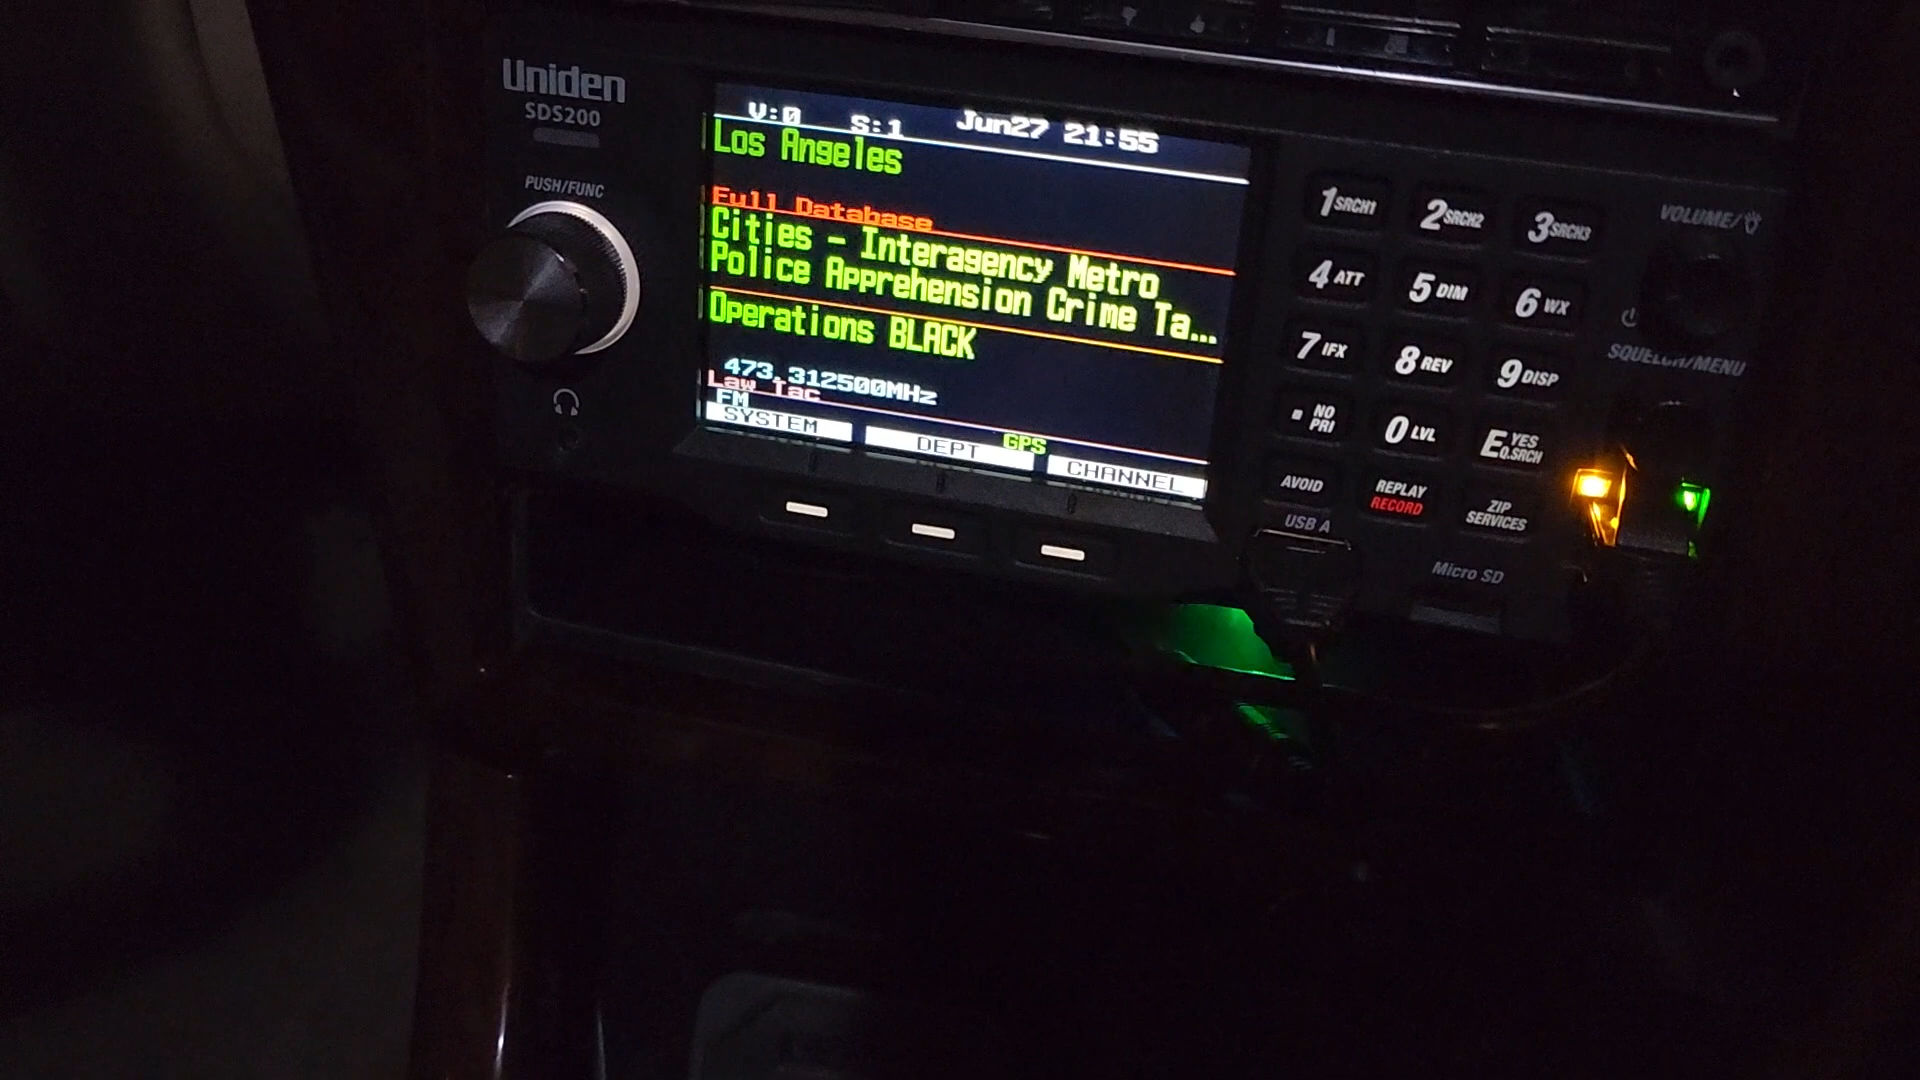 Uniden
SDS200
PUSH/FUNC
V:0 S:1 Jun27 21:55
Los Angeles
Full Database
Cities - Interagency Metro
Police Apprehension Crime Ta...
Operations BLACK
473.312500MHz
Law Tac
FM
GPS
SYSTEM DEPT CHANNEL
1 SRCH1 2 SRCH2 3 SRCH3
4 ATT 5 DIM 6 WX
7 IFX 8 REV 9 DISP
. NO PRI 0 LVL E YES Q.SRCH
AVOID REPLAY RECORD ZIP SERVICES
USB A
Micro SD
VOLUME/
SQUELCH/MENU